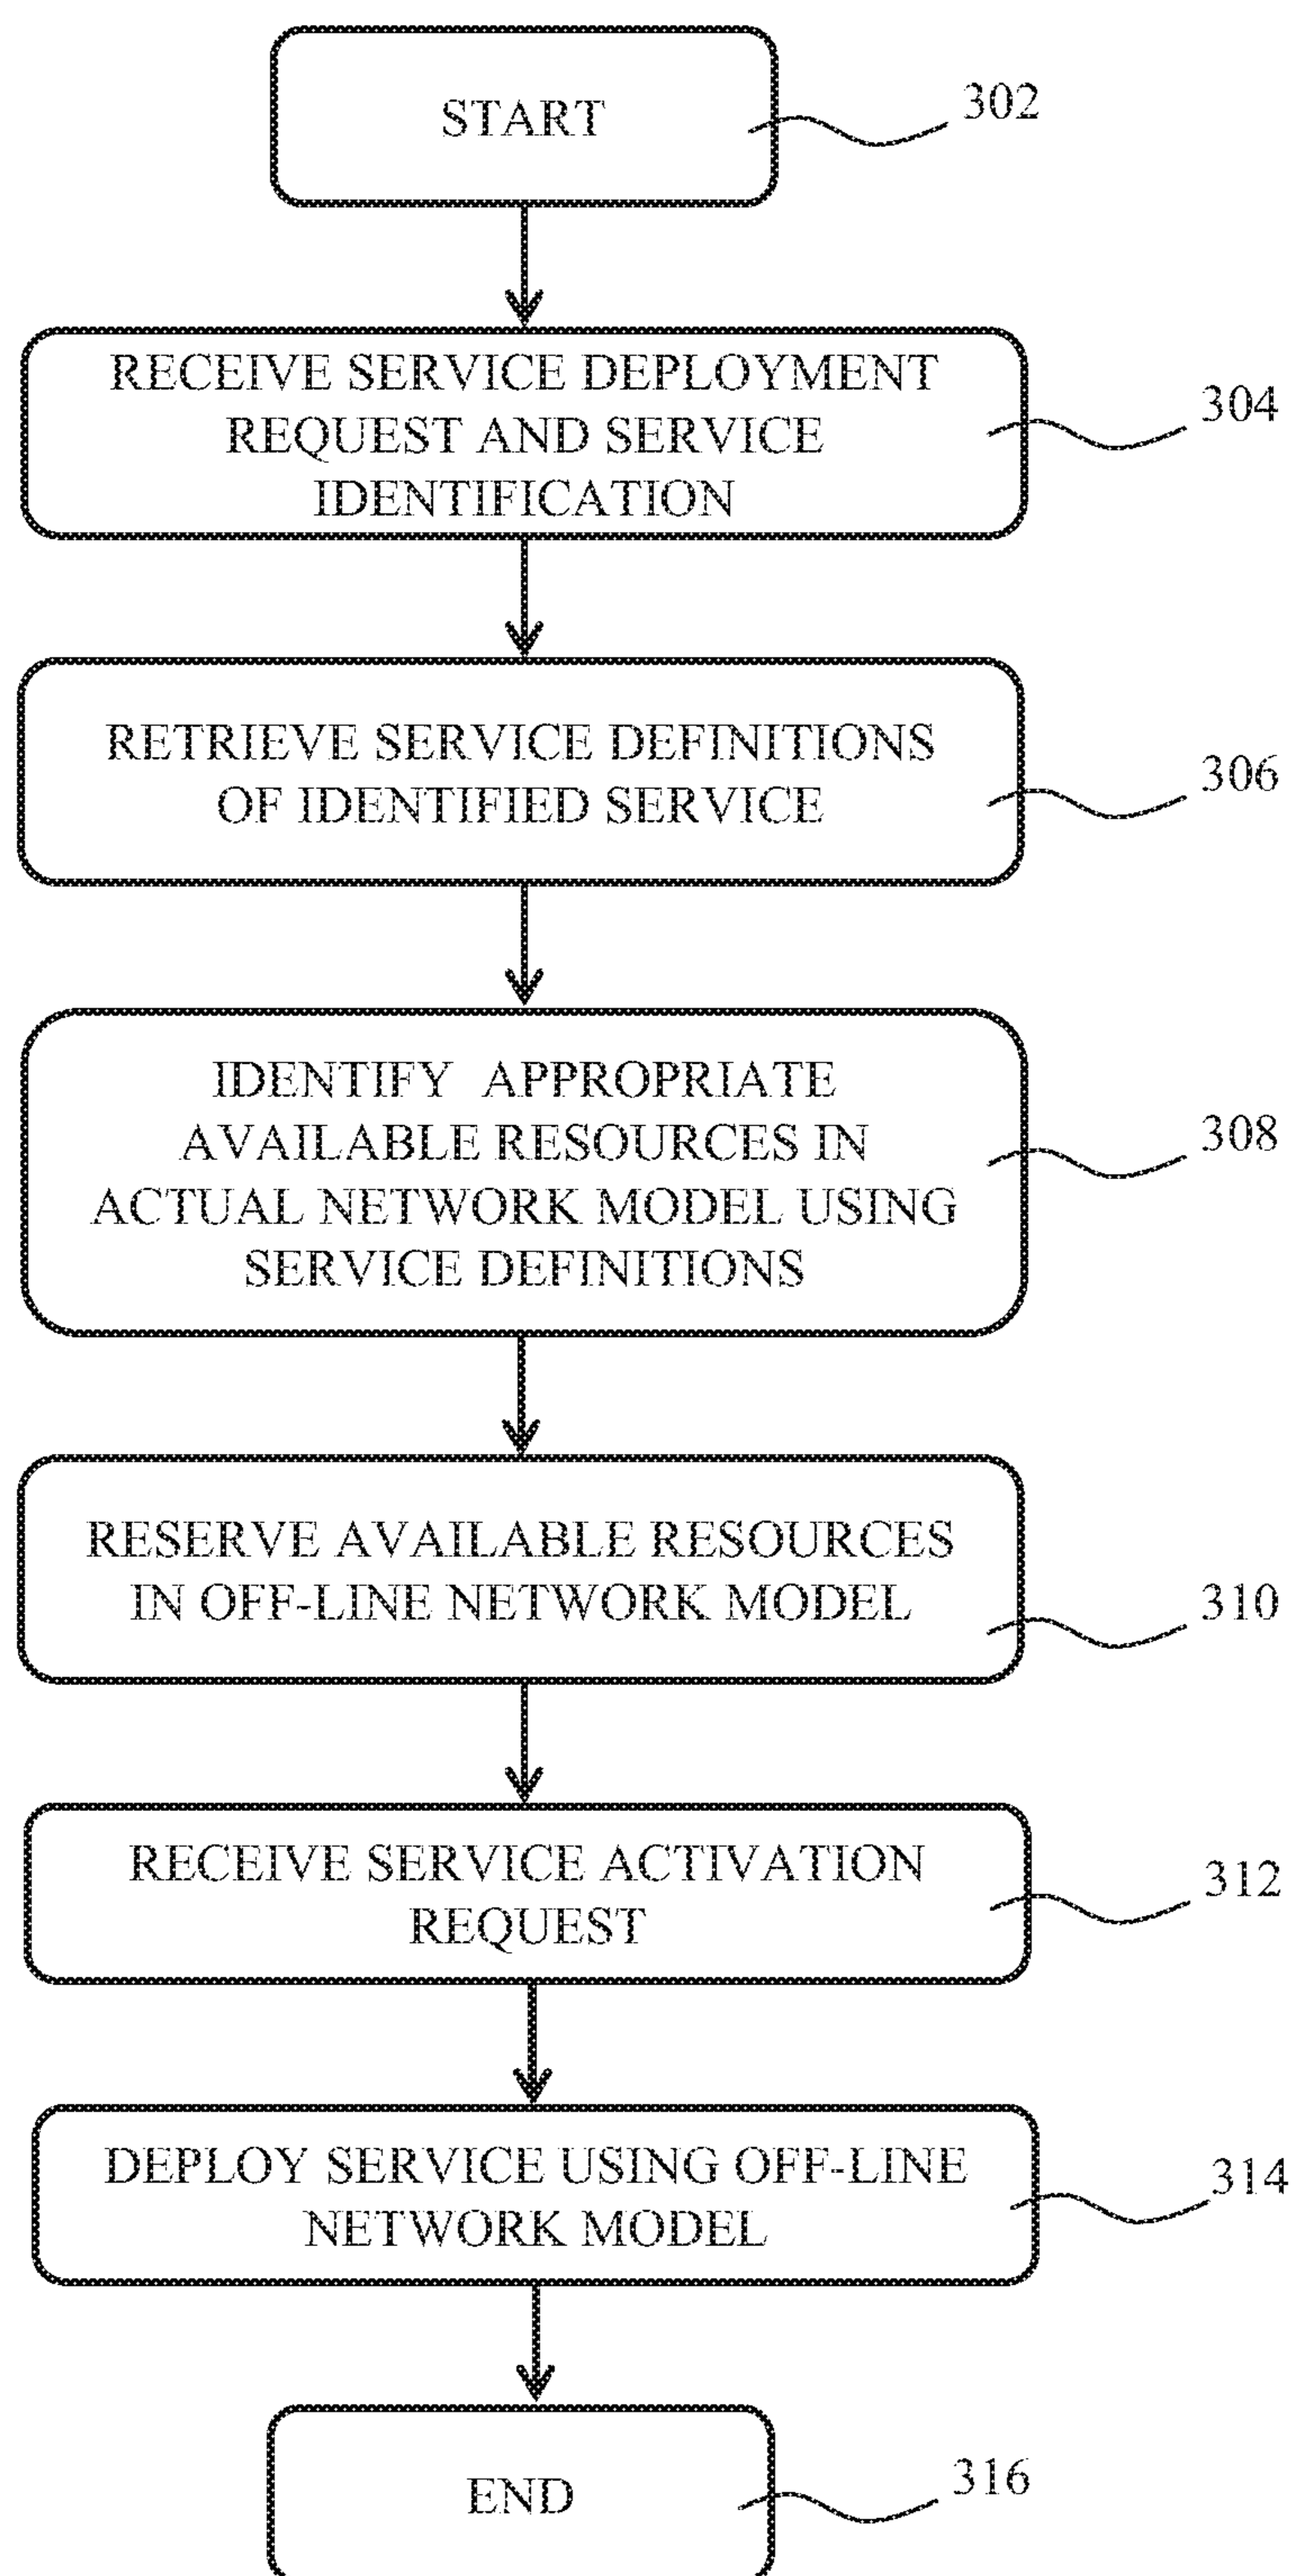 START
302
RECEIVE SERVICE DEPLOYMENT
REQUEST AND SERVICE
IDENTIFICATION
304
RETRIEVE SERVICE DEFINITIONS
OF IDENTIFIED SERVICE
306
IDENTIFY APPROPRIATE
AVAILABLE RESOURCES IN
ACTUAL NETWORK MODEL USING
SERVICE DEFINITIONS
308
RESERVE AVAILABLE RESOURCES
IN OFF-LINE NETWORK MODEL
310
RECEIVE SERVICE ACTIVATION
REQUEST
312
DEPLOY SERVICE USING OFF-LINE
NETWORK MODEL
314
END
316